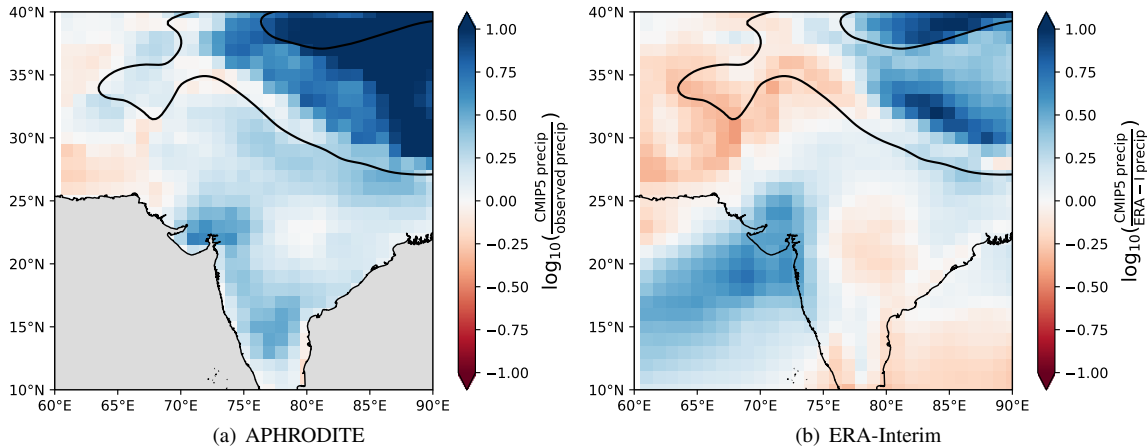 40°N
35°N
30°N
25°N
20°N
15°N
10°N
60°E 65°E 70°E 75°E 80°E 85°E 90°E
1.00
0.75
0.50
0.25
0.00
−0.25
−0.50
−0.75
−1.00
log10(CMIP5 precip / observed precip)
(a) APHRODITE
40°N
35°N
30°N
25°N
20°N
15°N
10°N
60°E 65°E 70°E 75°E 80°E 85°E 90°E
1.00
0.75
0.50
0.25
0.00
−0.25
−0.50
−0.75
−1.00
log10(CMIP5 precip / ERA − I precip)
(b) ERA-Interim